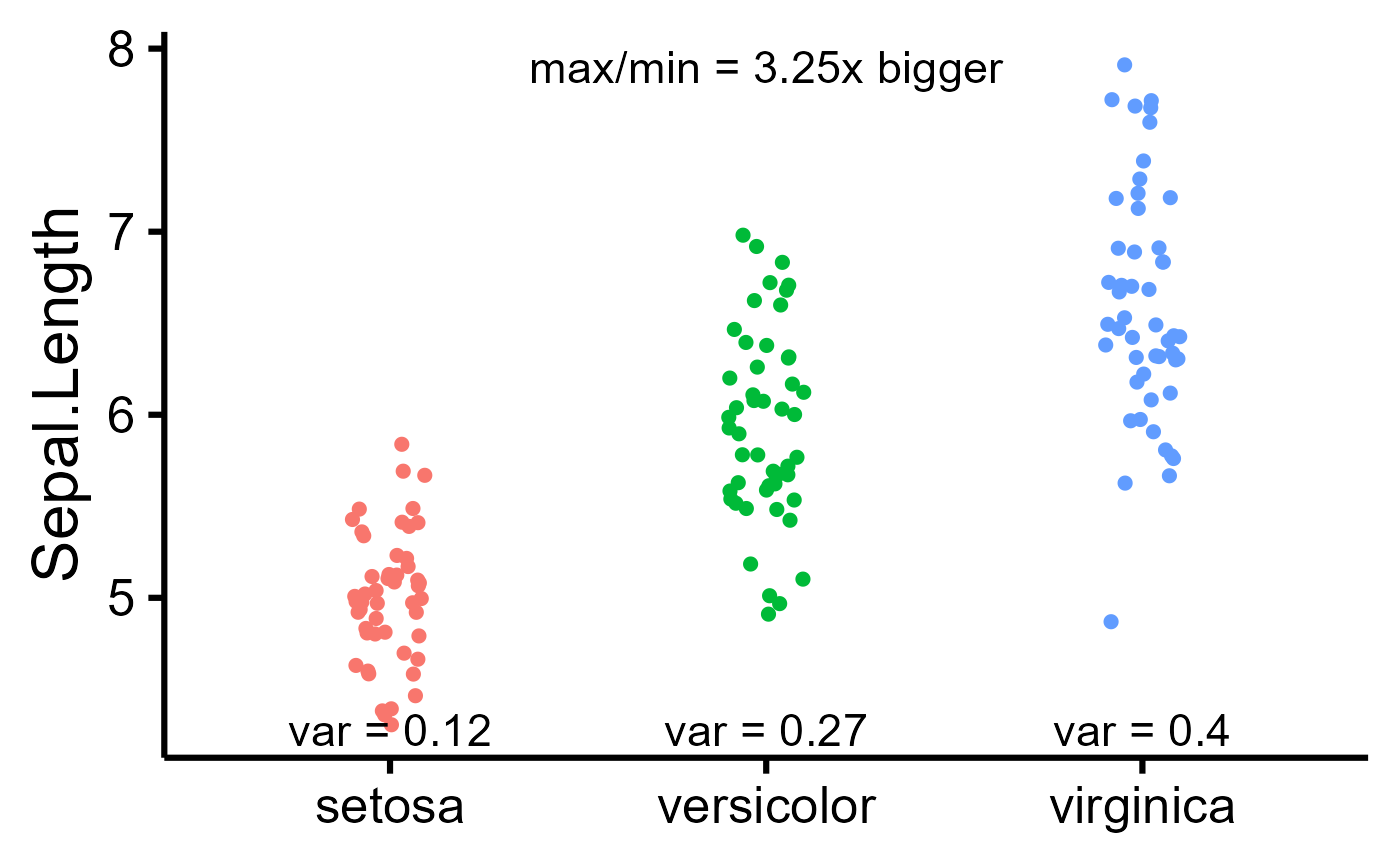 max/min = 3.25x bigger
Sepal.Length
8
7
6
5
var = 0.12
var = 0.27
var = 0.4
setosa
versicolor
virginica